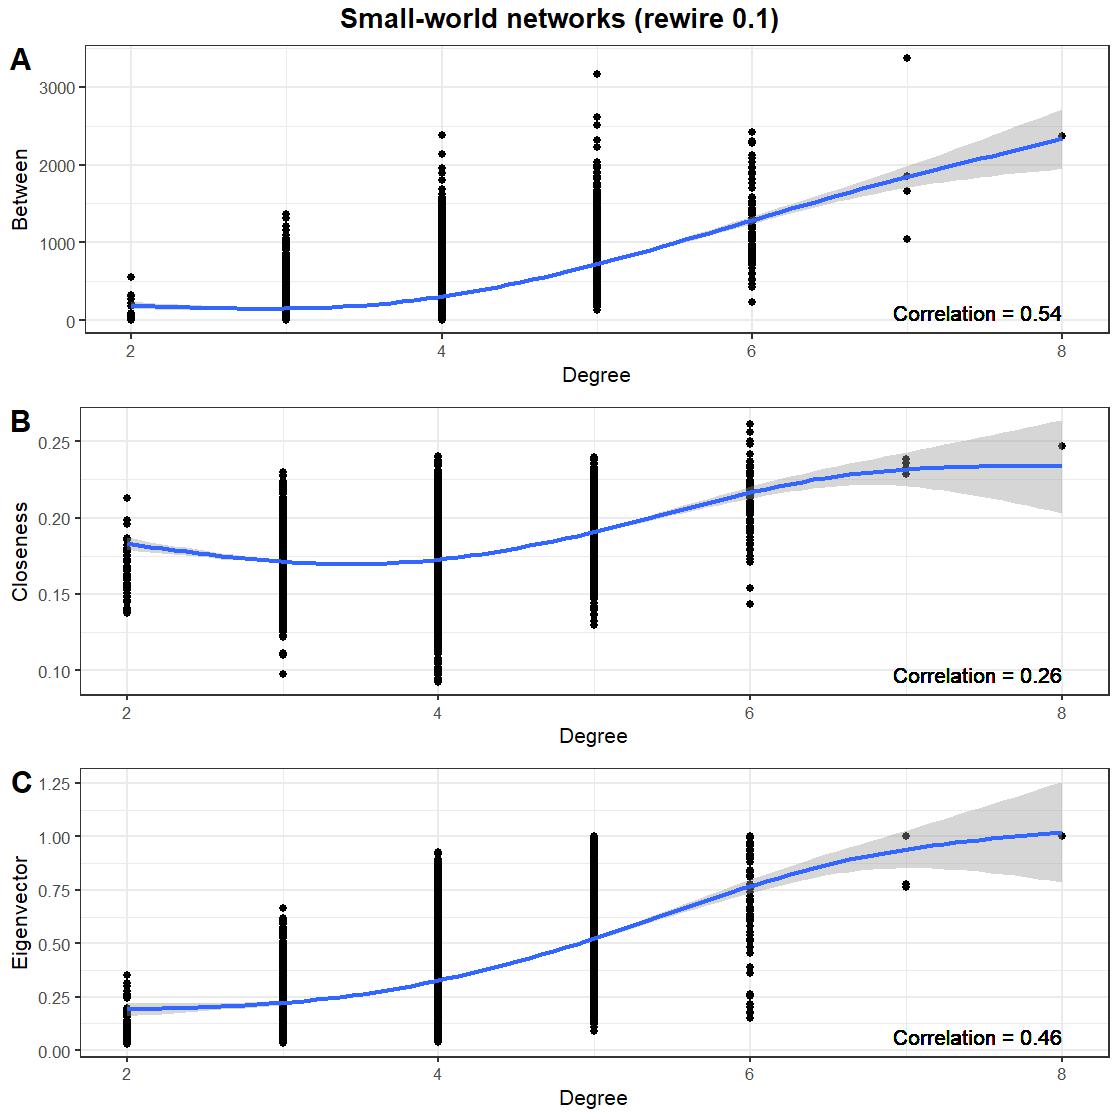 Small-world networks (rewire 0.1)
A
3000
2000
1000
0
Between
Correlation = 0.54
2 4 6 8
Degree
B
0.25
0.20
0.15
0.10
Closeness
Correlation = 0.26
2 4 6 8
Degree
C
1.25
1.00
0.75
0.50
0.25
0.00
Eigenvector
Correlation = 0.46
2 4 6 8
Degree